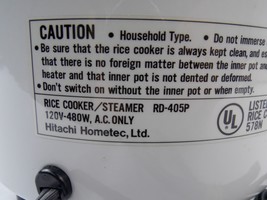 CAUTION • Household Type. • Do not immerse
• Be sure that the rice cooker is always kept clean, and es
that there is no foreign matter between the inner pot and
heater and that inner pot is not dented or deformed.
• Don't switch on without the inner pot or when empty.
RICE COOKER/STEAMER RD-405P
120V-480W, A.C. ONLY
Hitachi Hometec, Ltd.
UL
LISTE
RICE C
578N